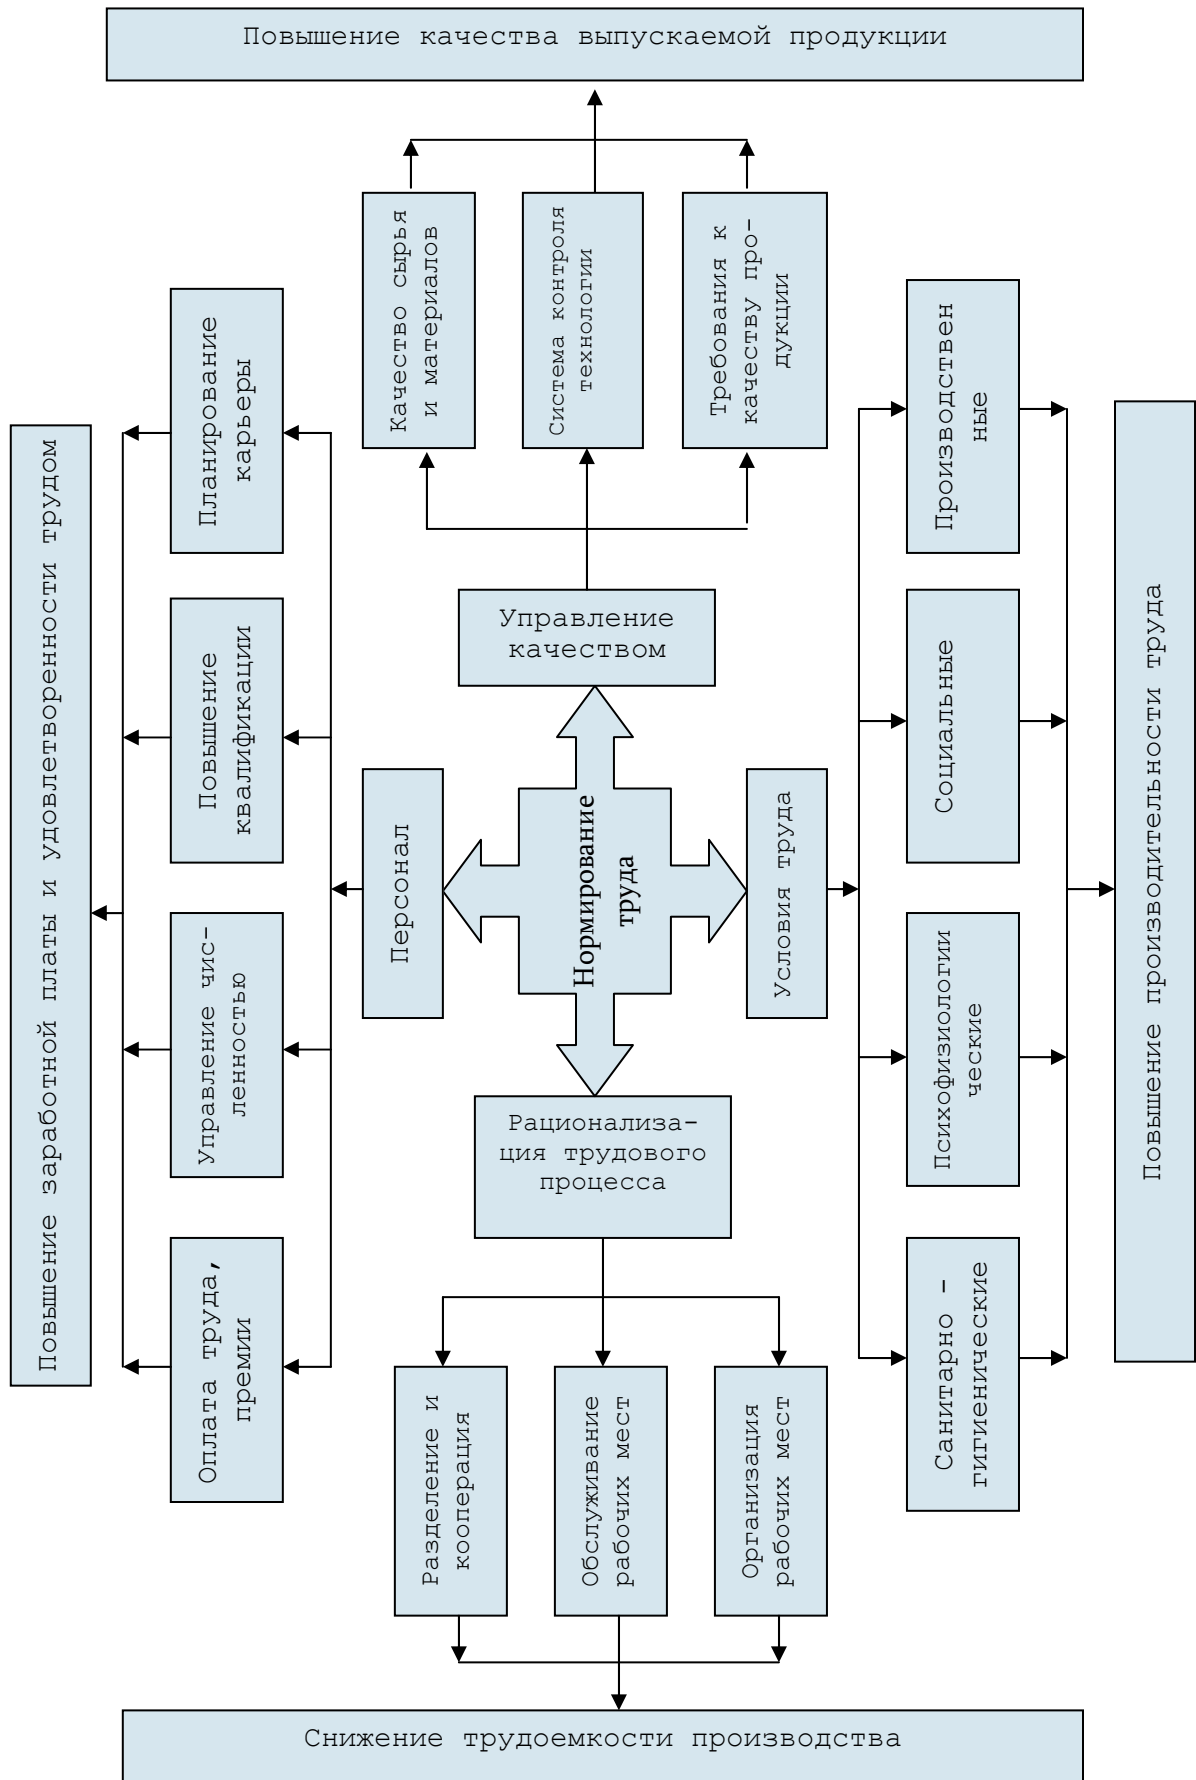 Повышение качества выпускаемой продукции
Качество сырья
и материалов
Система контроля
технологии
Требования к
качеству про-
дукции
Планирование
карьеры
Повышение
квалификации
Управление чис-
ленностью
Оплата труда,
премии
Повышение заработной платы и удовлетворенности трудом
Управление
качеством
Персонал
Нормирование
труда
Условия труда
Рационализа-
ция трудового
процесса
Производствен
ные
Социальные
Психофизиологи
ческие
Санитарно -
гигиенические
Повышение производительности труда
Разделение и
кооперация
Обслуживание
рабочих мест
Организация
рабочих мест
Снижение трудоемкости производства